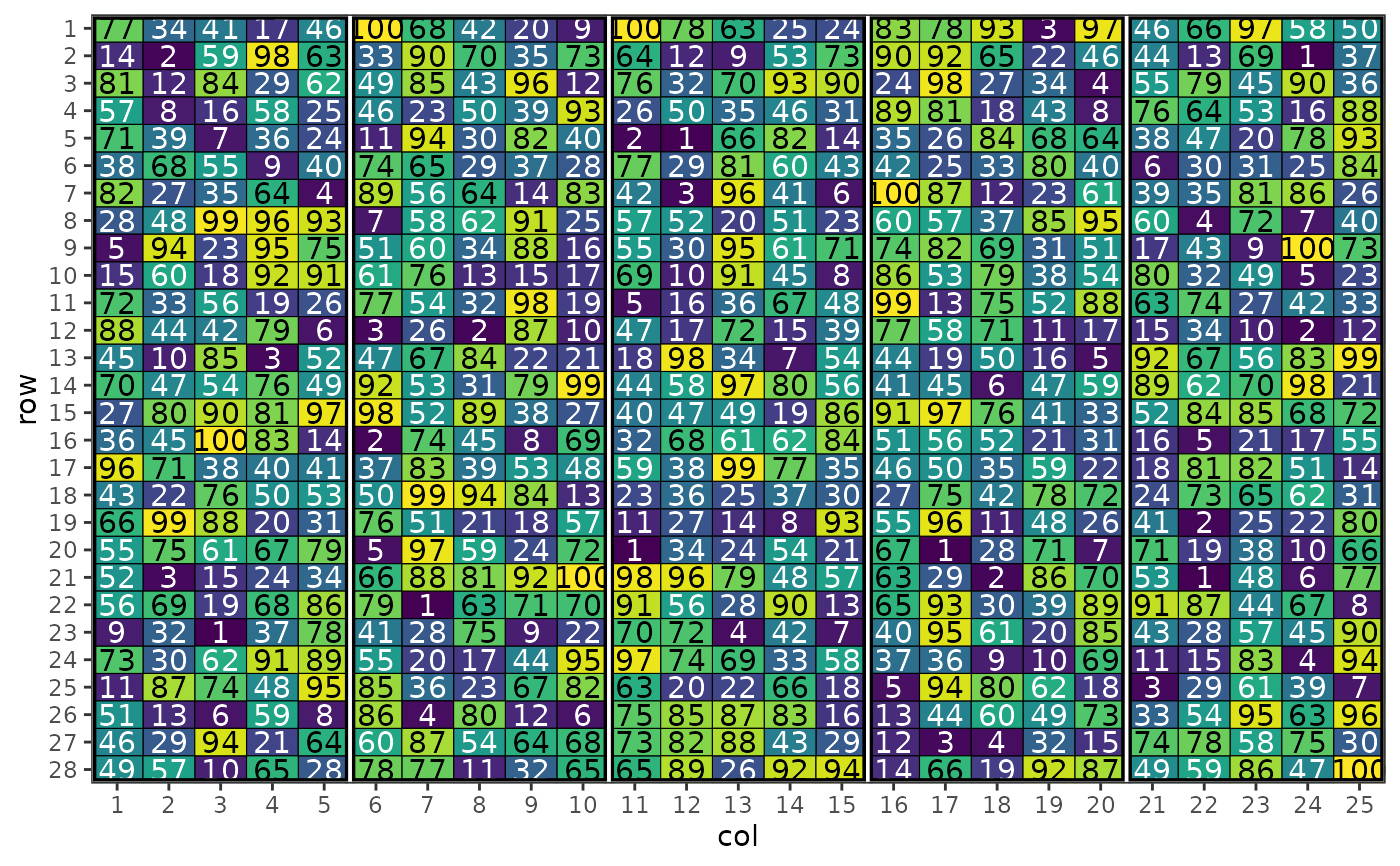 1 77 34 41 17 46 100 68 42 20 9 100 78 63 25 24 83 78 93 3 97 46 66 97 58 50
2 14 2 59 98 63 33 90 70 35 73 64 12 9 53 73 90 92 65 22 46 44 13 69 1 37
3 81 12 84 29 62 49 85 43 96 12 76 32 70 93 90 24 98 27 34 4 55 79 45 90 36
4 57 8 16 58 25 46 23 50 39 93 26 50 35 46 31 89 81 18 43 8 76 64 53 16 88
5 71 39 7 36 24 11 94 30 82 40 2 1 66 82 14 35 26 84 68 64 38 47 20 78 93
6 38 68 55 9 40 74 65 29 37 28 77 29 81 60 43 42 25 33 80 40 6 30 31 25 84
7 82 27 35 64 4 89 56 64 14 83 42 3 96 41 6 100 87 12 23 61 39 35 81 86 26
8 28 48 99 96 93 7 58 62 91 25 57 52 20 51 23 60 57 37 85 95 60 4 72 7 40
9 5 94 23 95 75 51 60 34 88 16 55 30 95 61 71 74 82 69 31 51 17 43 9 100 73
10 15 60 18 92 91 61 76 13 15 17 69 10 91 45 8 86 53 79 38 54 80 32 49 5 23
11 72 33 56 19 26 77 54 32 98 19 5 16 36 67 48 99 13 75 52 88 63 74 27 42 33
12 88 44 42 79 6 3 26 2 87 10 47 17 72 15 39 77 58 71 11 17 15 34 10 2 12
13 45 10 85 3 52 47 67 84 22 21 18 98 34 7 54 44 19 50 16 5 92 67 56 83 99
14 70 47 54 76 49 92 53 31 79 99 44 58 97 80 56 41 45 6 47 59 89 62 70 98 21
row
15 27 80 90 81 97 98 52 89 38 27 40 47 49 19 86 91 97 76 41 33 52 84 85 68 72
16 36 45 100 83 14 2 74 45 8 69 32 68 61 62 84 51 56 52 21 31 16 5 21 17 55
17 96 71 38 40 41 37 83 39 53 48 59 38 99 77 35 46 50 35 59 22 18 81 82 51 14
18 43 22 76 50 53 50 99 94 84 13 23 36 25 37 30 27 75 42 78 72 24 73 65 62 31
19 66 99 88 20 31 76 51 21 18 57 11 27 14 8 93 55 96 11 48 26 41 2 25 22 80
20 55 75 61 67 79 5 97 59 24 72 1 34 24 54 21 67 1 28 71 7 71 19 38 10 66
21 52 3 15 24 34 66 88 81 92 100 98 96 79 48 57 63 29 2 86 70 53 1 48 6 77
22 56 69 19 68 86 79 1 63 71 70 91 56 28 90 13 65 93 30 39 89 91 87 44 67 8
23 9 32 1 37 78 41 28 75 9 22 70 72 4 42 7 40 95 61 20 85 43 28 57 45 90
24 73 30 62 91 89 55 20 17 44 95 97 74 69 33 58 37 36 9 10 69 11 15 83 4 94
25 11 87 74 48 95 85 36 23 67 82 63 20 22 66 18 5 94 80 62 18 3 29 61 39 7
26 51 13 6 59 8 86 4 80 12 6 75 85 87 83 16 13 44 60 49 73 33 54 95 63 96
27 46 29 94 21 64 60 87 54 64 68 73 82 88 43 29 12 3 4 32 15 74 78 58 75 30
28 49 57 10 65 28 78 77 11 32 65 65 89 26 92 94 14 66 19 92 87 49 59 86 47 100
1 2 3 4 5 6 7 8 9 10 11 12 13 14 15 16 17 18 19 20 21 22 23 24 25
col